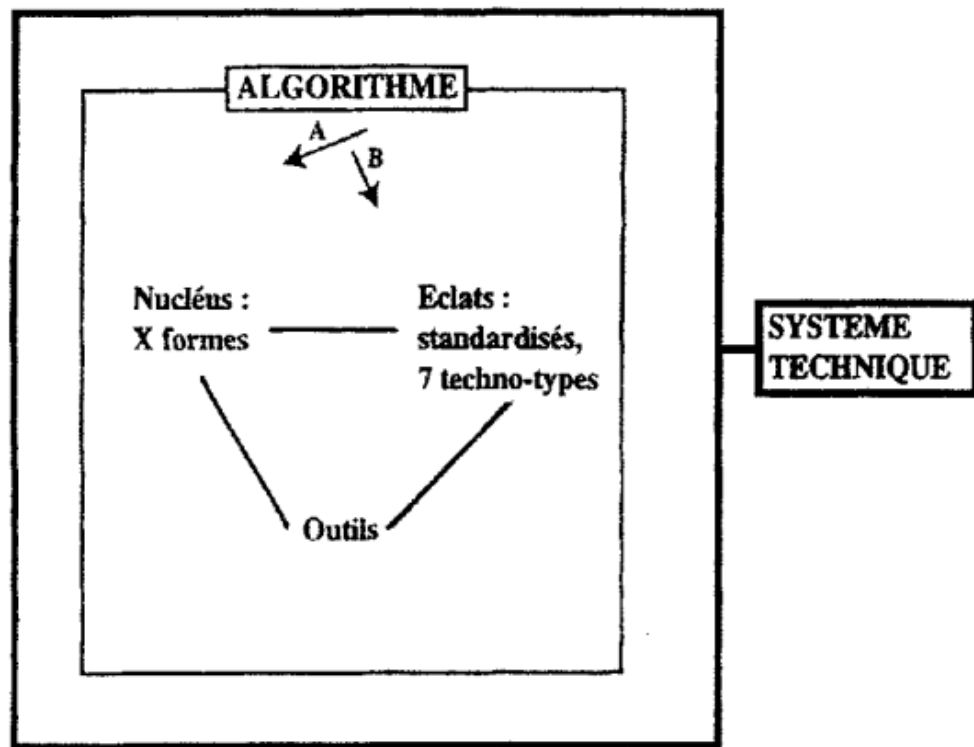 ALGORITHME
A
B
Nucléus :
X formes
Eclats :
standardisés,
7 techno-types
Outils
SYSTEME
TECHNIQUE